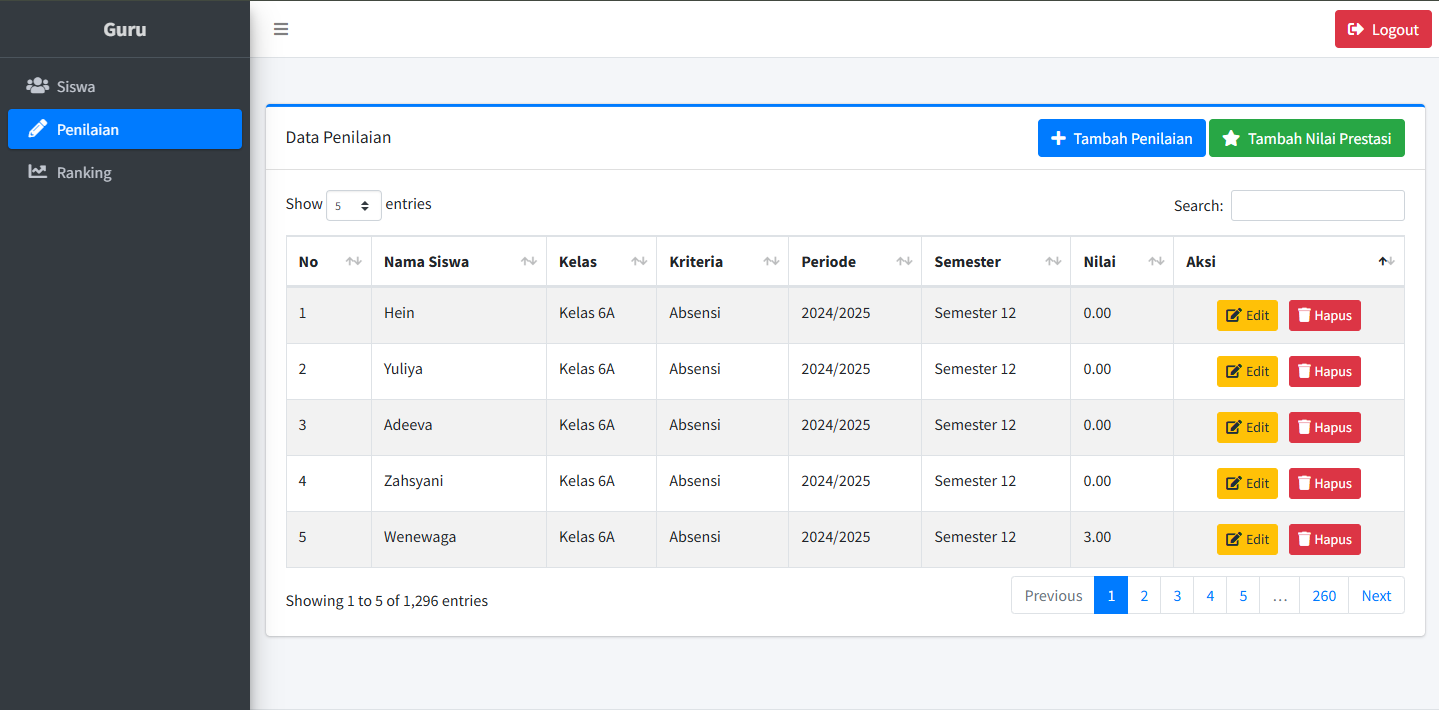 Guru
Logout
Siswa
Penilaian
Ranking
Data Penilaian
Tambah Penilaian Tambah Nilai Prestasi
Show 5 entries
Search:
No Nama Siswa Kelas Kriteria Periode Semester Nilai Aksi
1 Hein Kelas 6A Absensi 2024/2025 Semester 12 0.00 Edit Hapus
2 Yuliya Kelas 6A Absensi 2024/2025 Semester 12 0.00 Edit Hapus
3 Adeeva Kelas 6A Absensi 2024/2025 Semester 12 0.00 Edit Hapus
4 Zahsyani Kelas 6A Absensi 2024/2025 Semester 12 0.00 Edit Hapus
5 Wenewaga Kelas 6A Absensi 2024/2025 Semester 12 3.00 Edit Hapus
Showing 1 to 5 of 1,296 entries
Previous 1 2 3 4 5 … 260 Next